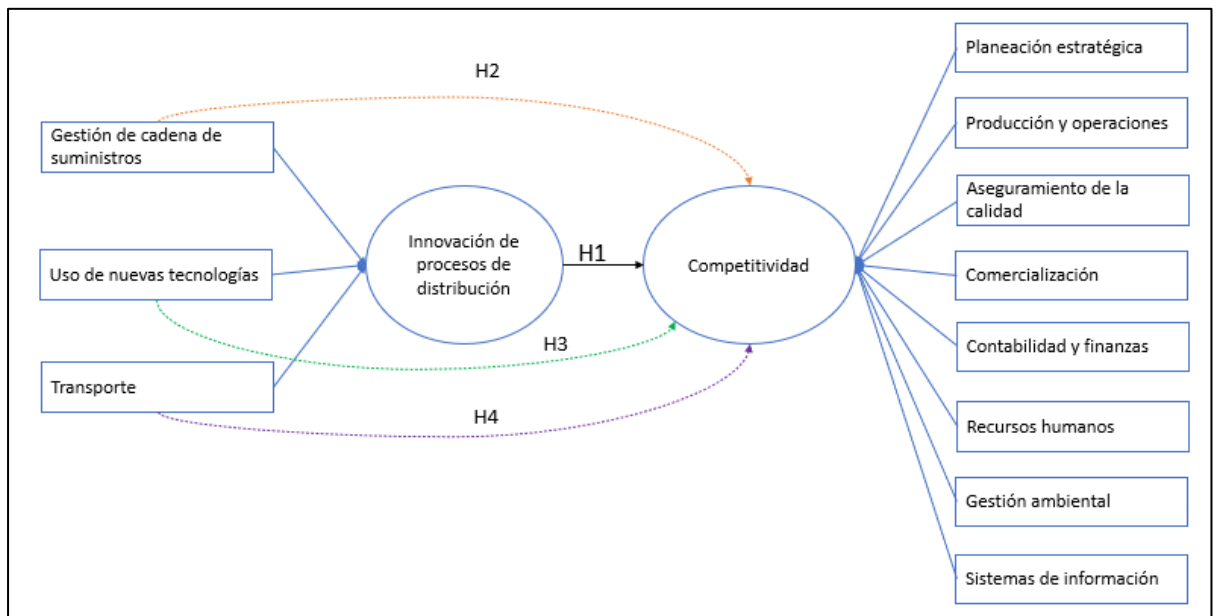 H2
Gestión de cadena de
suministros
Uso de nuevas tecnologías
Transporte
Innovación de
procesos de
distribución
H1
Competitividad
H3
H4
Planeación estratégica
Producción y operaciones
Aseguramiento de la
calidad
Comercialización
Contabilidad y finanzas
Recursos humanos
Gestión ambiental
Sistemas de información